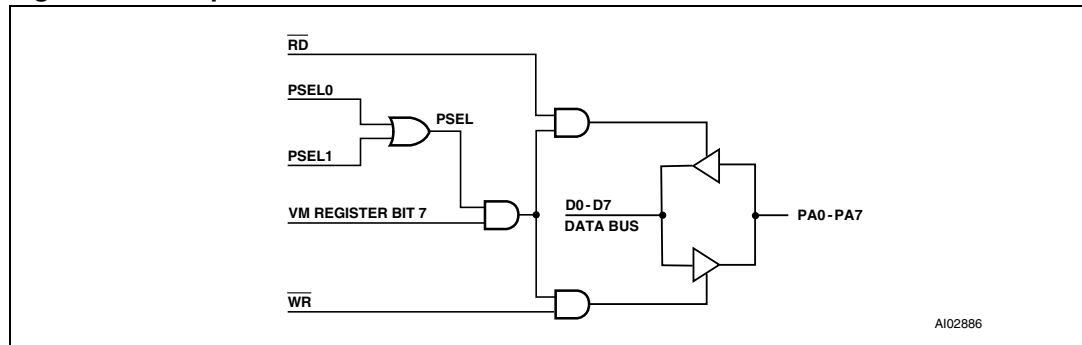 RD
PSEL0
PSEL
PSEL1
VM REGISTER BIT 7
D0-D7
DATA BUS
PA0-PA7
WR
AI02886